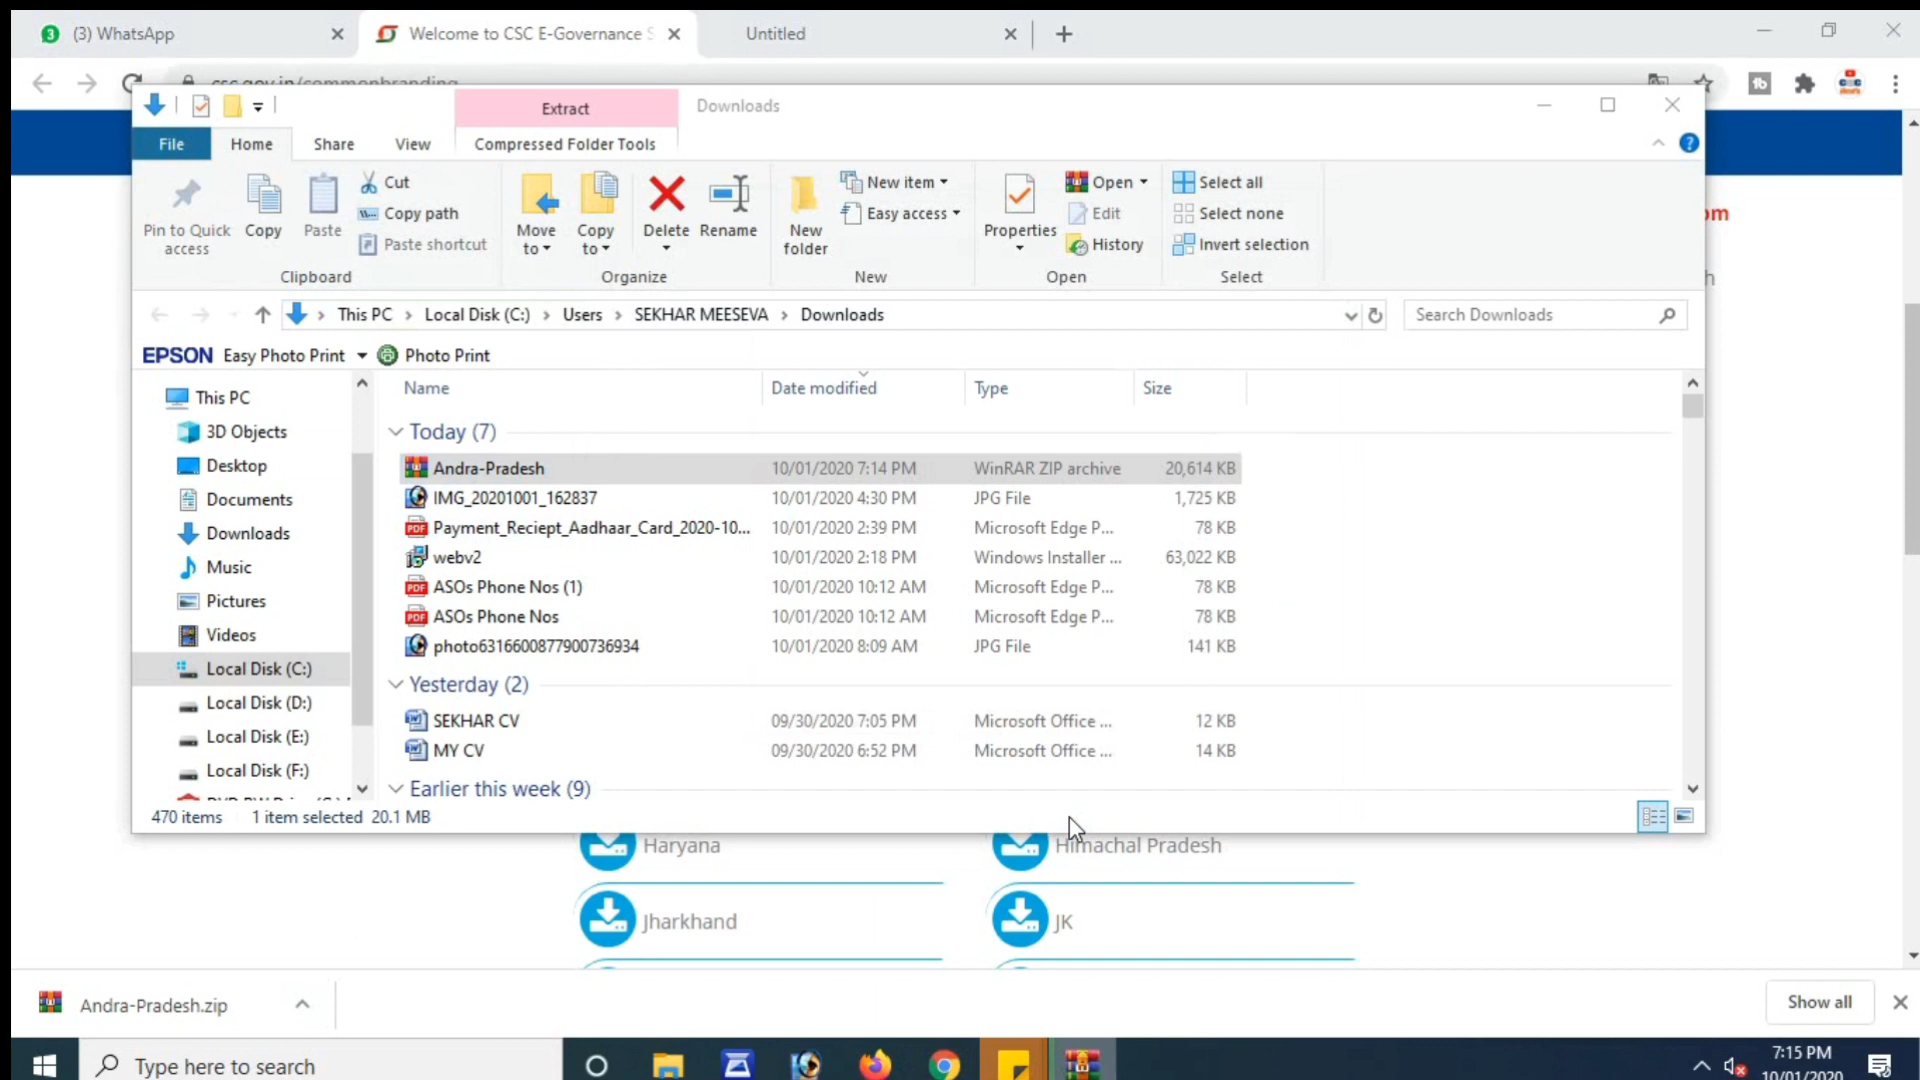 3 (3) WhatsApp
Welcome to CSC E-Governance S
Untitled
csc.gov.in/commonbranding
Extract
Downloads
File
Home
Share
View
Compressed Folder Tools
Pin to Quick access
Copy
Paste
Cut
Copy path
Paste shortcut
Clipboard
Move to
Copy to
Delete
Rename
Organize
New folder
New item
Easy access
New
Properties
Open
Edit
History
Open
Select all
Select none
Invert selection
Select
This PC > Local Disk (C:) > Users > SEKHAR MEESEVA > Downloads
Search Downloads
EPSON Easy Photo Print
Photo Print
This PC
3D Objects
Desktop
Documents
Downloads
Music
Pictures
Videos
Local Disk (C:)
Local Disk (D:)
Local Disk (E:)
Local Disk (F:)
Name Date modified Type Size
Today (7)
Andra-Pradesh 10/01/2020 7:14 PM WinRAR ZIP archive 20,614 KB
IMG_20201001_162837 10/01/2020 4:30 PM JPG File 1,725 KB
Payment_Reciept_Aadhaar_Card_2020-10... 10/01/2020 2:39 PM Microsoft Edge P... 78 KB
webv2 10/01/2020 2:18 PM Windows Installer ... 63,022 KB
ASOs Phone Nos (1) 10/01/2020 10:12 AM Microsoft Edge P... 78 KB
ASOs Phone Nos 10/01/2020 10:12 AM Microsoft Edge P... 78 KB
photo6316600877900736934 10/01/2020 8:09 AM JPG File 141 KB
Yesterday (2)
SEKHAR CV 09/30/2020 7:05 PM Microsoft Office ... 12 KB
MY CV 09/30/2020 6:52 PM Microsoft Office ... 14 KB
Earlier this week (9)
470 items 1 item selected 20.1 MB
Haryana
Himachal Pradesh
Jharkhand
JK
Andra-Pradesh.zip
Show all
Type here to search
7:15 PM
10/01/2020